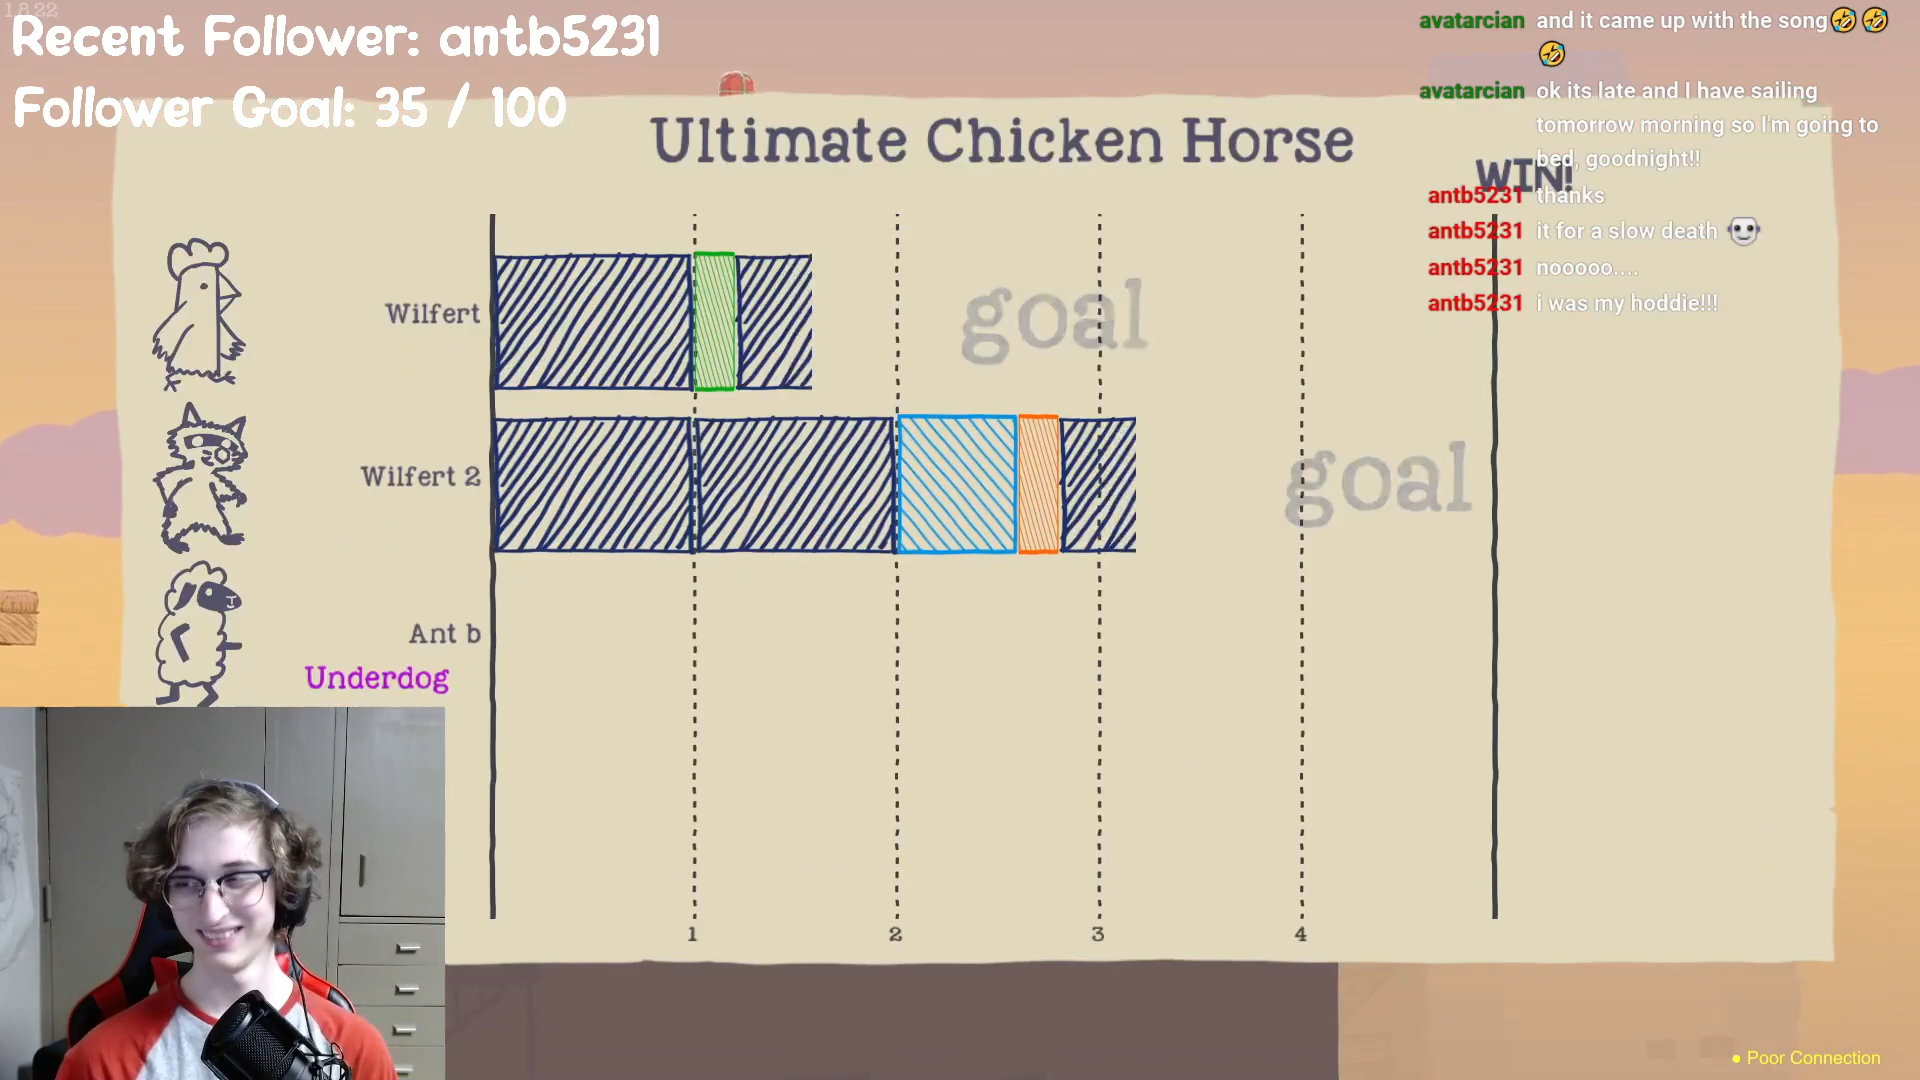 18.22
Recent Follower: antb5231
Follower Goal: 35 / 100
Ultimate Chicken Horse
WIN!
avatarcian and it came up with the song🤣🤣
🤣
avatarcian ok its late and I have sailing
tomorrow morning so I'm going to
bed, goodnight!!
antb5231 thanks
antb5231 it for a slow death
antb5231 nooooo....
antb5231 i was my hoddie!!!
Wilfert
goal
Wilfert 2
goal
Ant b
Underdog
1 2 3 4
Poor Connection